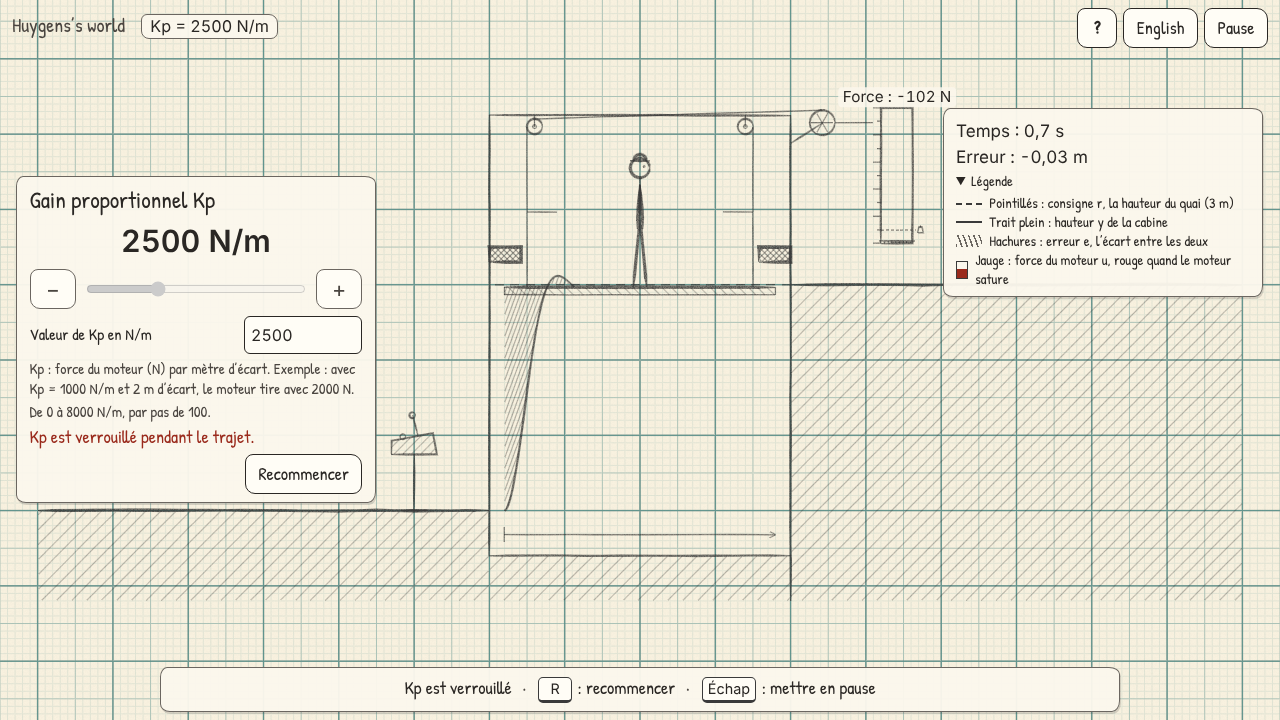 Huygens's world
Kp = 2500 N/m
?
English
Pause
Force : -102 N
Temps : 0,7 s
Erreur : -0,03 m
▼ Légende
Pointillés : consigne r, la hauteur du quai (3 m)
Trait plein : hauteur y de la cabine
Hachures : erreur e, l'écart entre les deux
Jauge : force du moteur u, rouge quand le moteur
sature
Gain proportionnel Kp
2500 N/m
−
+
Valeur de Kp en N/m
2500
Kp : force du moteur (N) par mètre d'écart. Exemple : avec
Kp = 1000 N/m et 2 m d'écart, le moteur tire avec 2000 N.
De 0 à 8000 N/m, par pas de 100.
Kp est verrouillé pendant le trajet.
Recommencer
Kp est verrouillé · R : recommencer · Échap : mettre en pause